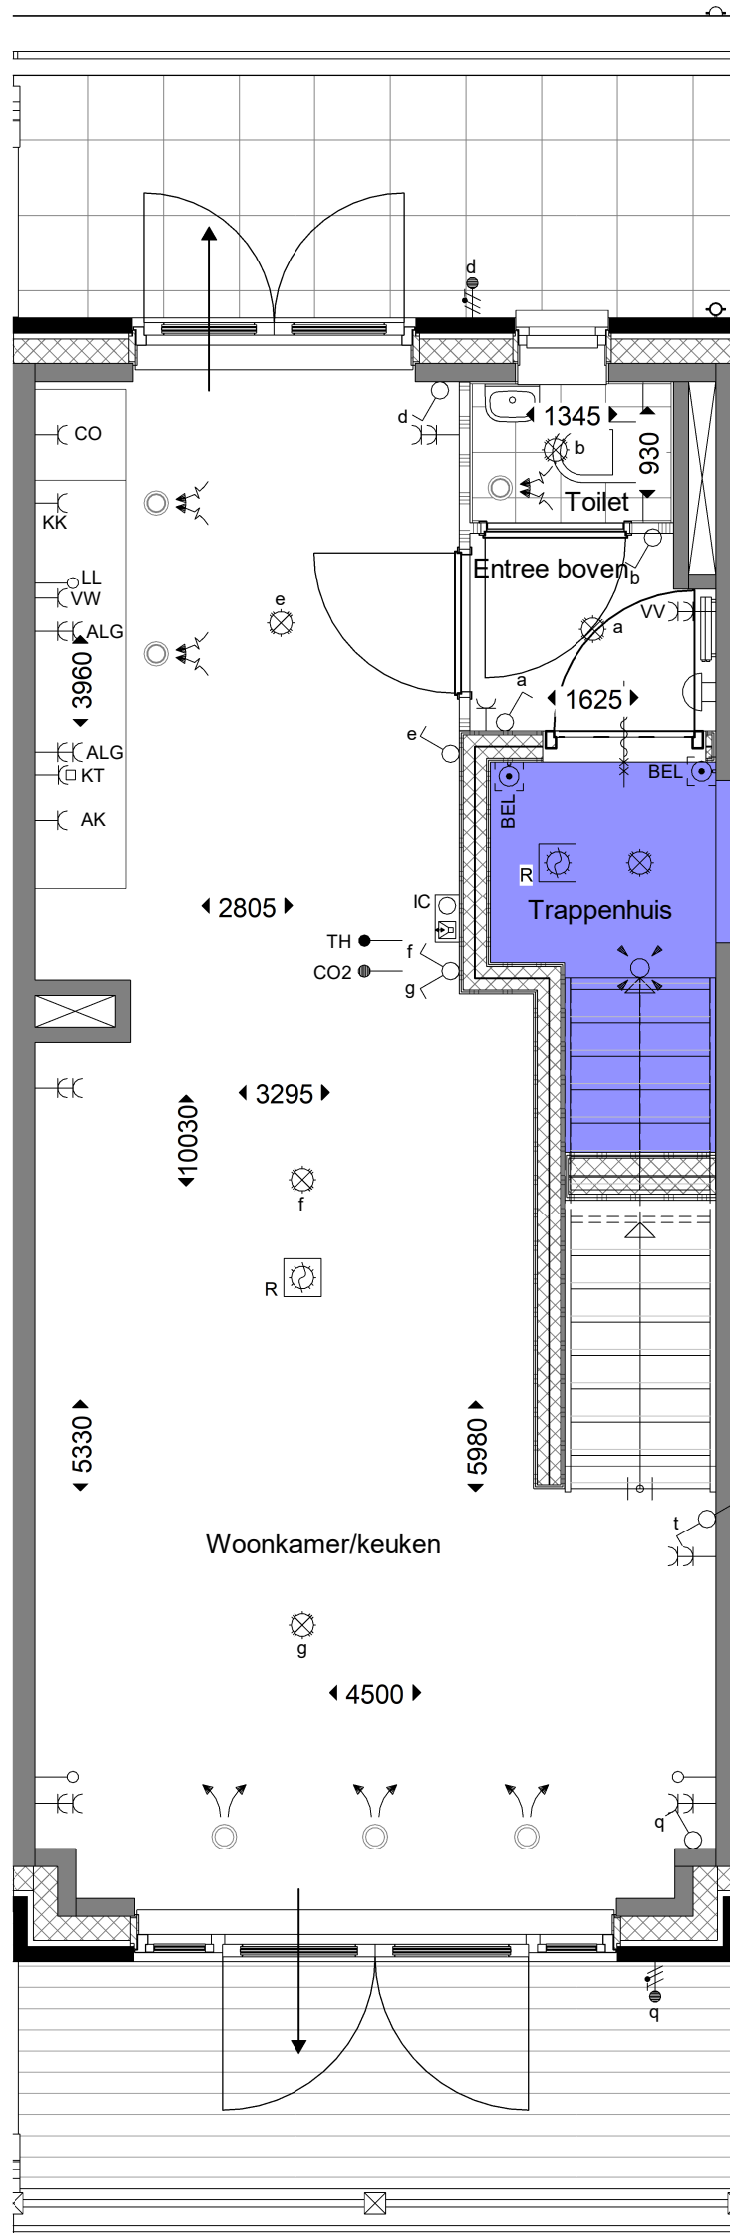 d
d
CO
1345
b
930
KK
Toilet
LL
Entree boven
b
VW
e
VV
ALG
a
3960
a
1625
e
ALG
KT
BEL
BEL
AK
R
IC
2805
Trappenhuis
TH
f
CO2
g
3295
10030
f
R
5330
5980
t
Woonkamer/keuken
g
4500
q
q